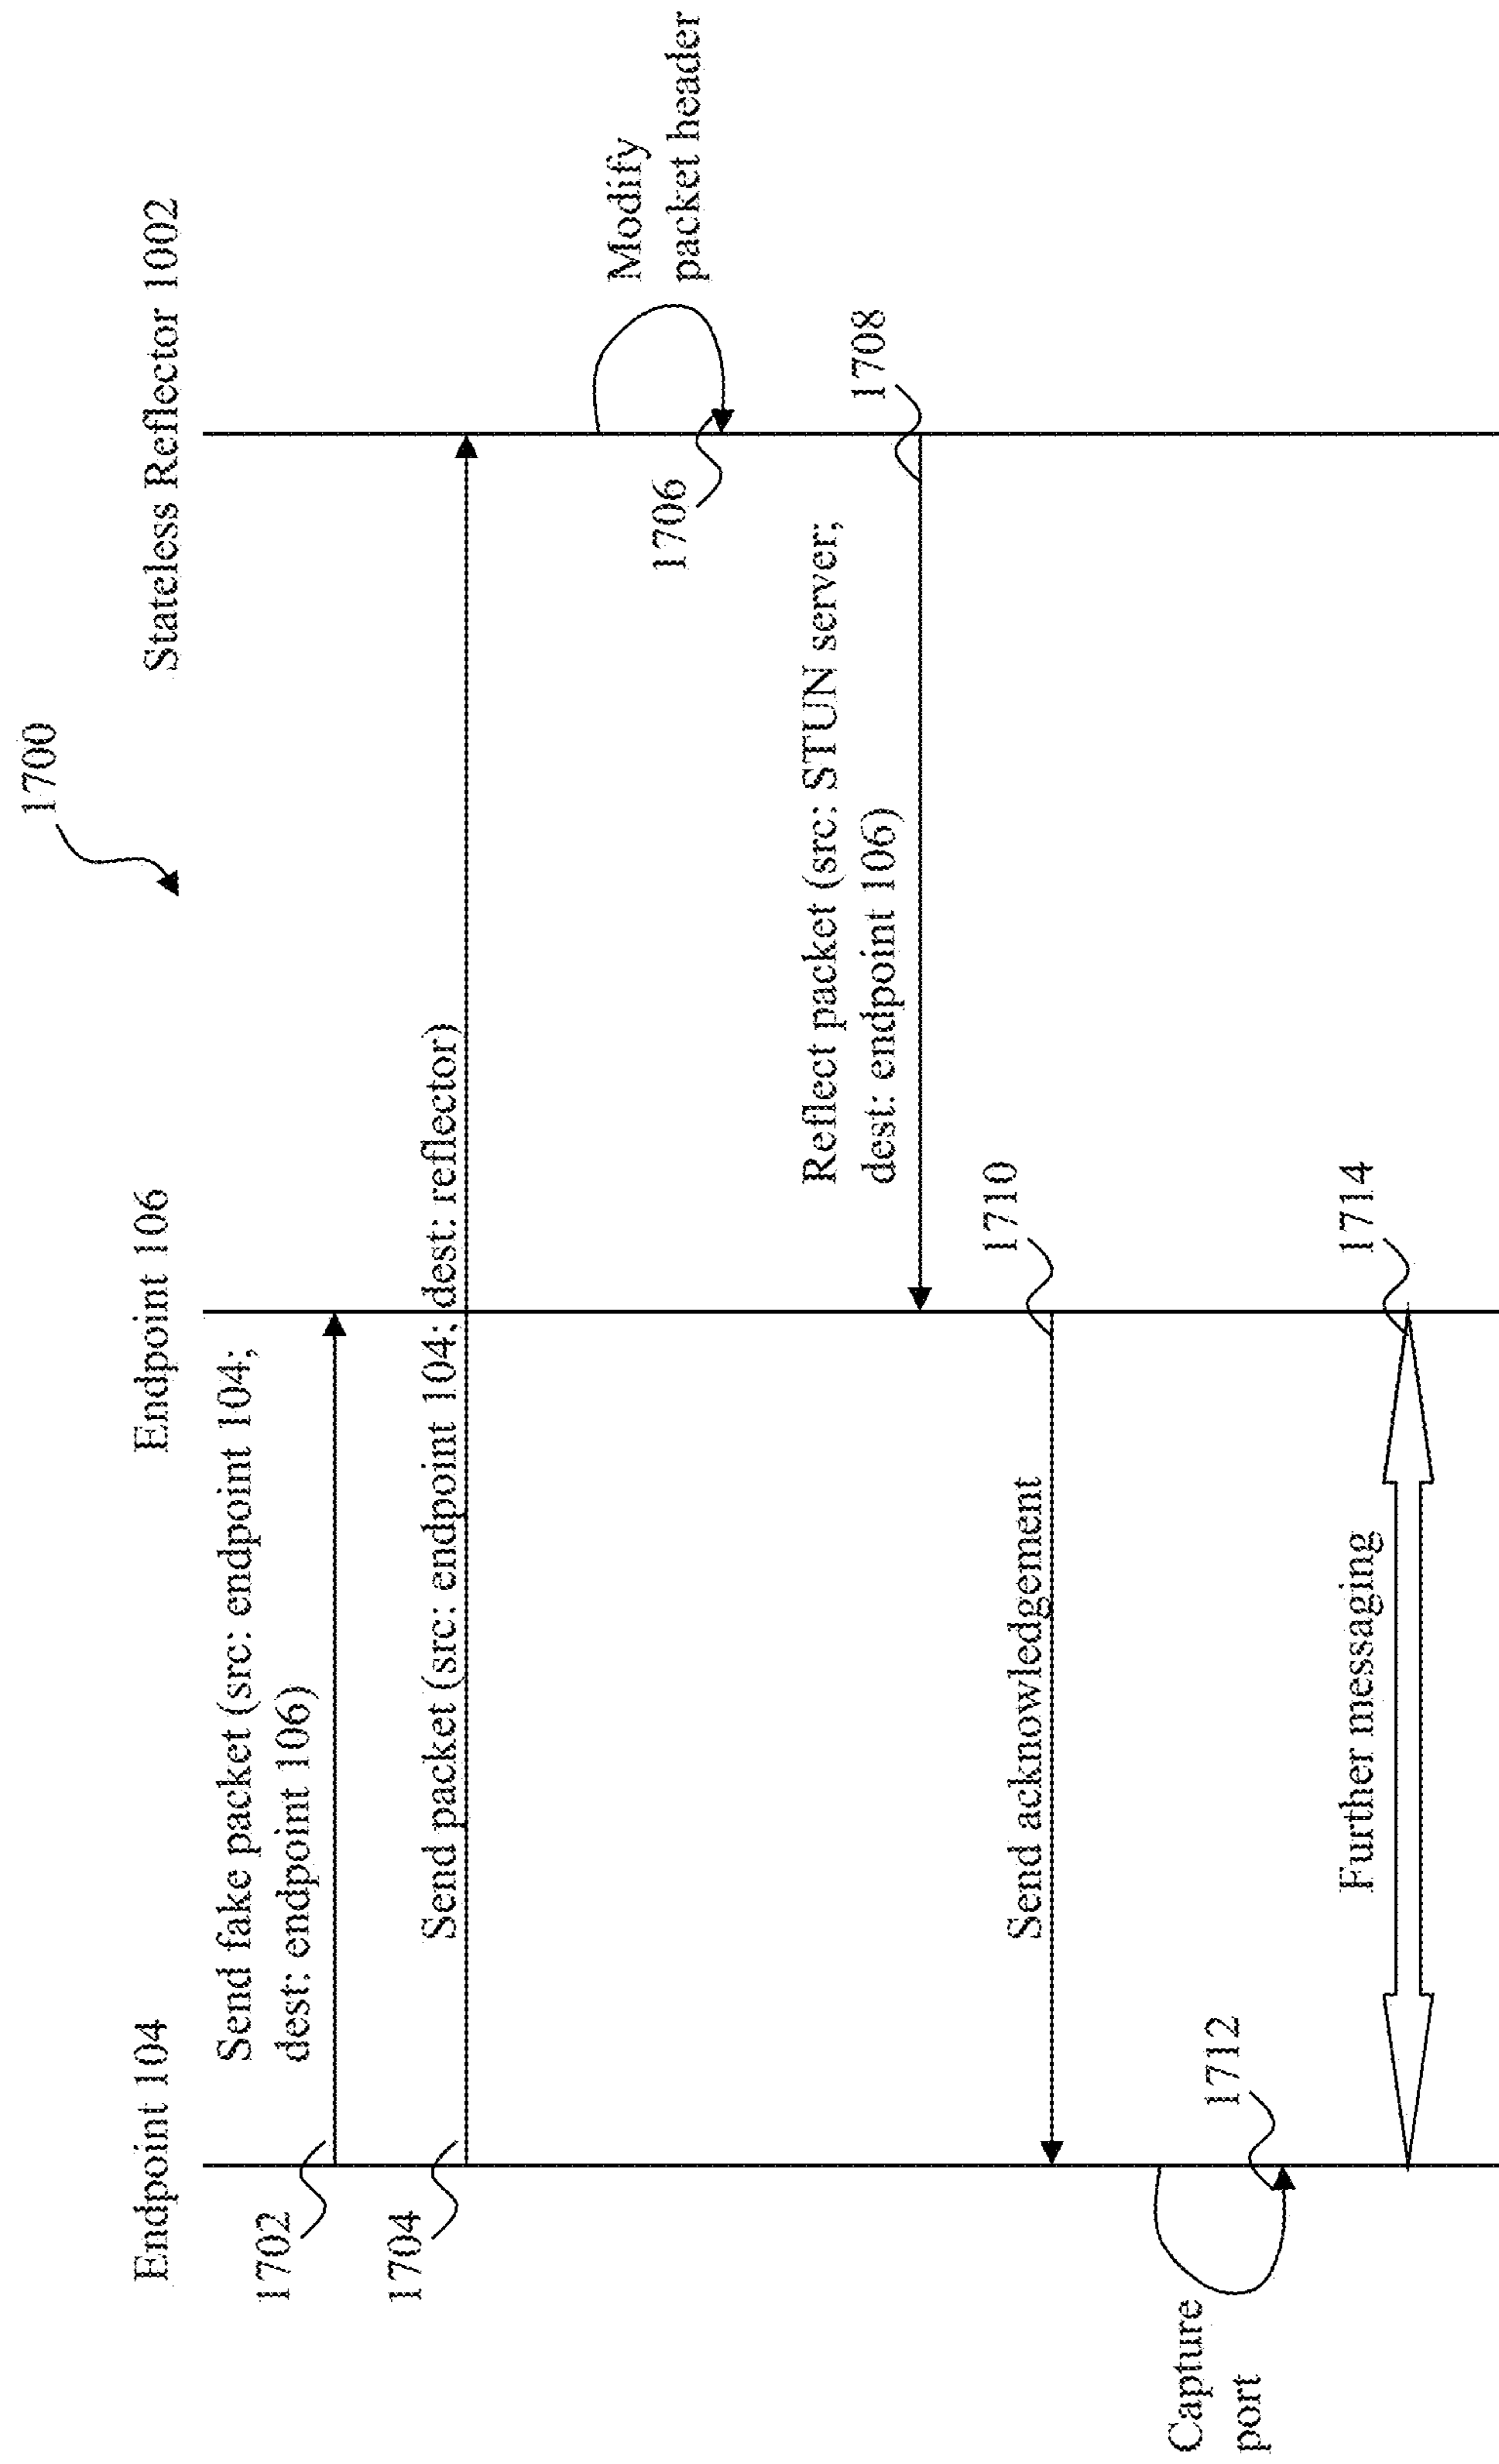 1700
Endpoint 104
Endpoint 106
Stateless Reflector 1002
Send fake packet (src: endpoint 104;
dest: endpoint 106)
1702
Send packet (src: endpoint 104; dest: reflector)
1704
Modify
packet header
1706
Reflect packet (src: STUN server;
dest: endpoint 106)
1708
Send acknowledgement
1710
Capture
port
1712
Further messaging
1714